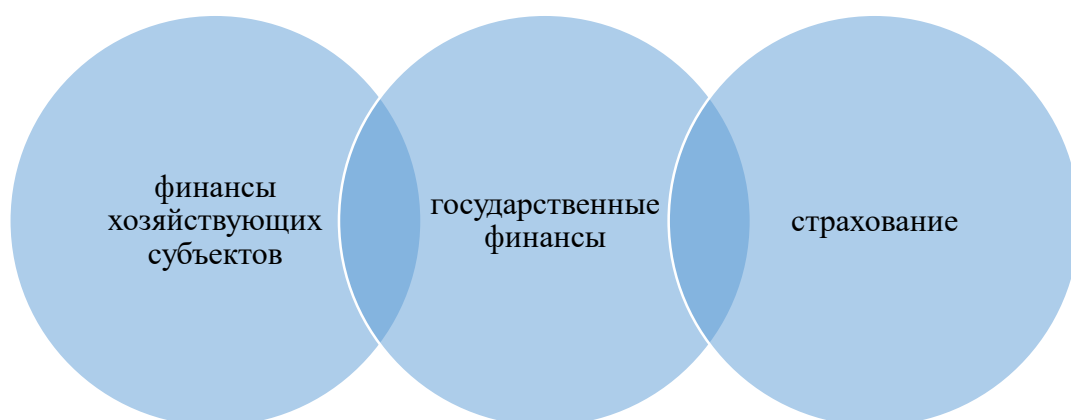 финансы
хозяйствующих
субъектов
государственные
финансы
страхование